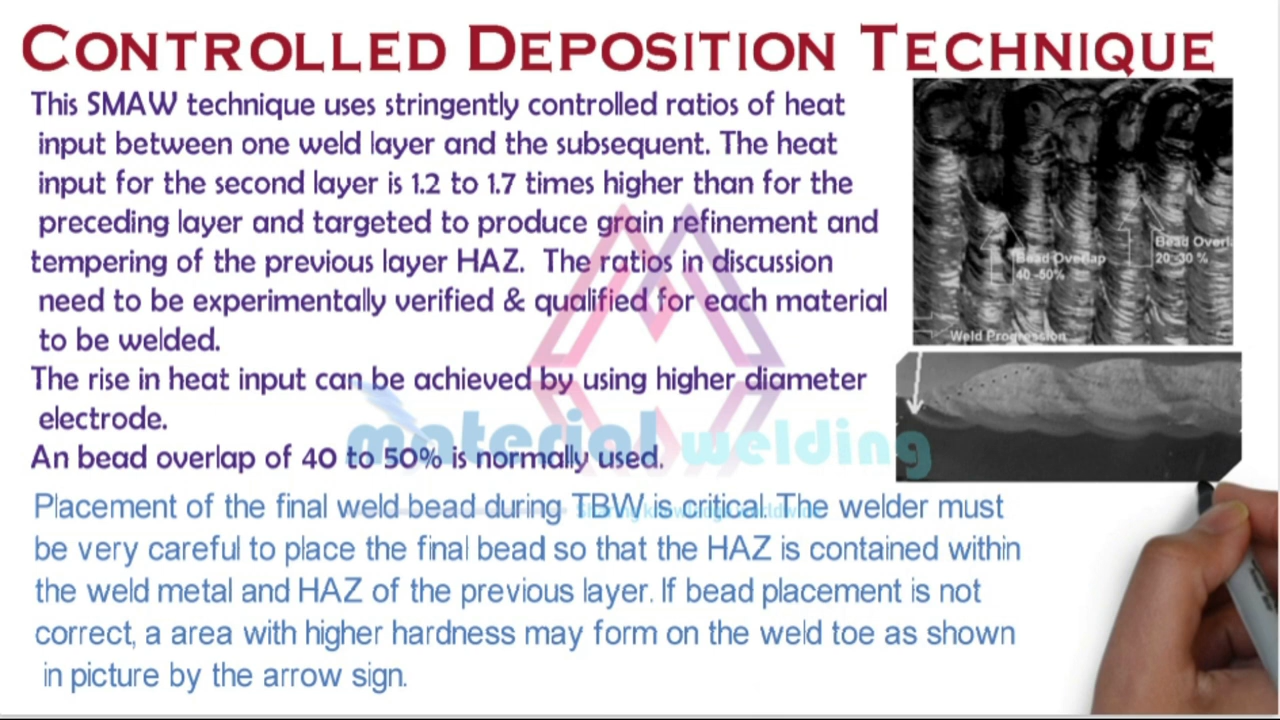 CONTROLLED DEPOSITION TECHNIQUE
This SMAW technique uses stringently controlled ratios of heat
input between one weld layer and the subsequent. The heat
input for the second layer is 1.2 to 1.7 times higher than for the
preceding layer and targeted to produce grain refinement and
tempering of the previous layer HAZ. The ratios in discussion
need to be experimentally verified & qualified for each material
to be welded.
The rise in heat input can be achieved by using higher diameter
electrode.
An bead overlap of 40 to 50% is normally used.
Placement of the final weld bead during TBW is critical. The welder must
be very careful to place the final bead so that the HAZ is contained within
the weld metal and HAZ of the previous layer. If bead placement is not
correct, a area with higher hardness may form on the weld toe as shown
in picture by the arrow sign.
Bead Overlap
40 -50%
Bead Overl
20 -30 %
Weld Progression
material welding